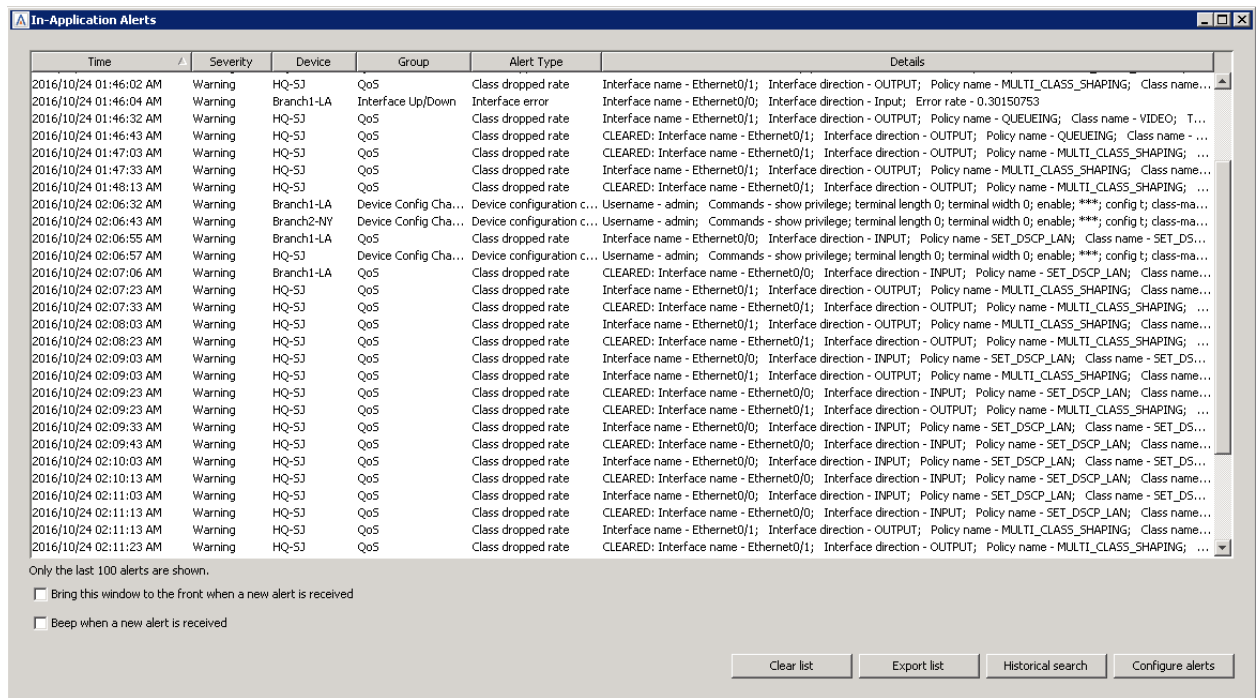 In-Application Alerts
Time Severity Device Group Alert Type Details
2016/10/24 01:46:02 AM Warning HQ-SJ QoS Class dropped rate Interface name - Ethernet0/1; Interface direction - OUTPUT; Policy name - MULTI_CLASS_SHAPING; Class name...
2016/10/24 01:46:04 AM Warning Branch1-LA Interface Up/Down Interface error Interface name - Ethernet0/0; Interface direction - Input; Error rate - 0.30150753
2016/10/24 01:46:32 AM Warning HQ-SJ QoS Class dropped rate Interface name - Ethernet0/1; Interface direction - OUTPUT; Policy name - QUEUEING; Class name - VIDEO; T...
2016/10/24 01:46:43 AM Warning HQ-SJ QoS Class dropped rate CLEARED: Interface name - Ethernet0/1; Interface direction - OUTPUT; Policy name - QUEUEING; Class name - ...
2016/10/24 01:47:03 AM Warning HQ-SJ QoS Class dropped rate CLEARED: Interface name - Ethernet0/1; Interface direction - OUTPUT; Policy name - MULTI_CLASS_SHAPING; ...
2016/10/24 01:47:33 AM Warning HQ-SJ QoS Class dropped rate Interface name - Ethernet0/1; Interface direction - OUTPUT; Policy name - MULTI_CLASS_SHAPING; Class name...
2016/10/24 01:48:13 AM Warning HQ-SJ QoS Class dropped rate CLEARED: Interface name - Ethernet0/1; Interface direction - OUTPUT; Policy name - MULTI_CLASS_SHAPING; ...
2016/10/24 02:06:32 AM Warning Branch1-LA Device Config Cha... Device configuration c... Username - admin; Commands - show privilege; terminal length 0; terminal width 0; enable; ***; config t; class-ma...
2016/10/24 02:06:43 AM Warning Branch2-NY Device Config Cha... Device configuration c... Username - admin; Commands - show privilege; terminal length 0; terminal width 0; enable; ***; config t; class-ma...
2016/10/24 02:06:55 AM Warning Branch1-LA QoS Class dropped rate Interface name - Ethernet0/0; Interface direction - INPUT; Policy name - SET_DSCP_LAN; Class name - SET_DS...
2016/10/24 02:06:57 AM Warning HQ-SJ Device Config Cha... Device configuration c... Username - admin; Commands - show privilege; terminal length 0; terminal width 0; enable; ***; config t; class-ma...
2016/10/24 02:07:06 AM Warning Branch1-LA QoS Class dropped rate CLEARED: Interface name - Ethernet0/0; Interface direction - INPUT; Policy name - SET_DSCP_LAN; Class name...
2016/10/24 02:07:23 AM Warning HQ-SJ QoS Class dropped rate Interface name - Ethernet0/1; Interface direction - OUTPUT; Policy name - MULTI_CLASS_SHAPING; Class name...
2016/10/24 02:07:33 AM Warning HQ-SJ QoS Class dropped rate CLEARED: Interface name - Ethernet0/1; Interface direction - OUTPUT; Policy name - MULTI_CLASS_SHAPING; ...
2016/10/24 02:08:03 AM Warning HQ-SJ QoS Class dropped rate Interface name - Ethernet0/1; Interface direction - OUTPUT; Policy name - MULTI_CLASS_SHAPING; Class name...
2016/10/24 02:08:23 AM Warning HQ-SJ QoS Class dropped rate CLEARED: Interface name - Ethernet0/1; Interface direction - OUTPUT; Policy name - MULTI_CLASS_SHAPING; ...
2016/10/24 02:09:03 AM Warning HQ-SJ QoS Class dropped rate Interface name - Ethernet0/0; Interface direction - INPUT; Policy name - SET_DSCP_LAN; Class name - SET_DS...
2016/10/24 02:09:03 AM Warning HQ-SJ QoS Class dropped rate Interface name - Ethernet0/1; Interface direction - OUTPUT; Policy name - MULTI_CLASS_SHAPING; Class name...
2016/10/24 02:09:23 AM Warning HQ-SJ QoS Class dropped rate CLEARED: Interface name - Ethernet0/0; Interface direction - INPUT; Policy name - SET_DSCP_LAN; Class name...
2016/10/24 02:09:23 AM Warning HQ-SJ QoS Class dropped rate CLEARED: Interface name - Ethernet0/1; Interface direction - OUTPUT; Policy name - MULTI_CLASS_SHAPING; ...
2016/10/24 02:09:33 AM Warning HQ-SJ QoS Class dropped rate Interface name - Ethernet0/0; Interface direction - INPUT; Policy name - SET_DSCP_LAN; Class name - SET_DS...
2016/10/24 02:09:43 AM Warning HQ-SJ QoS Class dropped rate CLEARED: Interface name - Ethernet0/0; Interface direction - INPUT; Policy name - SET_DSCP_LAN; Class name...
2016/10/24 02:10:03 AM Warning HQ-SJ QoS Class dropped rate Interface name - Ethernet0/0; Interface direction - INPUT; Policy name - SET_DSCP_LAN; Class name - SET_DS...
2016/10/24 02:10:13 AM Warning HQ-SJ QoS Class dropped rate CLEARED: Interface name - Ethernet0/0; Interface direction - INPUT; Policy name - SET_DSCP_LAN; Class name...
2016/10/24 02:11:03 AM Warning HQ-SJ QoS Class dropped rate Interface name - Ethernet0/0; Interface direction - INPUT; Policy name - SET_DSCP_LAN; Class name - SET_DS...
2016/10/24 02:11:13 AM Warning HQ-SJ QoS Class dropped rate CLEARED: Interface name - Ethernet0/0; Interface direction - INPUT; Policy name - SET_DSCP_LAN; Class name...
2016/10/24 02:11:13 AM Warning HQ-SJ QoS Class dropped rate Interface name - Ethernet0/1; Interface direction - OUTPUT; Policy name - MULTI_CLASS_SHAPING; Class name...
2016/10/24 02:11:23 AM Warning HQ-SJ QoS Class dropped rate CLEARED: Interface name - Ethernet0/1; Interface direction - OUTPUT; Policy name - MULTI_CLASS_SHAPING; ...
Only the last 100 alerts are shown.
Bring this window to the front when a new alert is received
Beep when a new alert is received
Clear list Export list Historical search Configure alerts